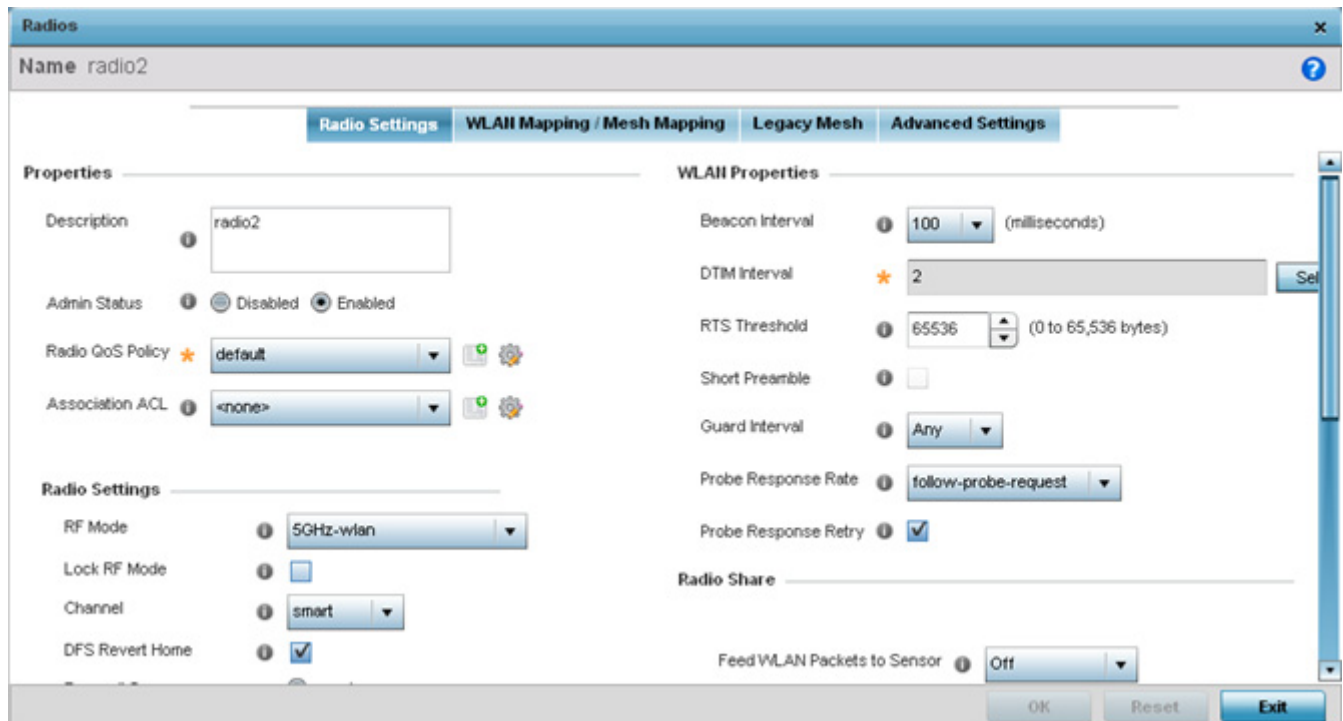 Radios
Name radio2
Radio Settings
WLAN Mapping / Mesh Mapping
Legacy Mesh
Advanced Settings
Properties
Description
radio2
Admin Status
Disabled
Enabled
Radio QoS Policy
default
Association ACL
<none>
Radio Settings
RF Mode
5GHz-wlan
Lock RF Mode
Channel
smart
DFS Revert Home
WLAN Properties
Beacon Interval
100
(milliseconds)
DTIM Interval
2
Sel
RTS Threshold
65536
(0 to 65,536 bytes)
Short Preamble
Guard Interval
Any
Probe Response Rate
follow-probe-request
Probe Response Retry
Radio Share
Feed WLAN Packets to Sensor
Off
OK
Reset
Exit